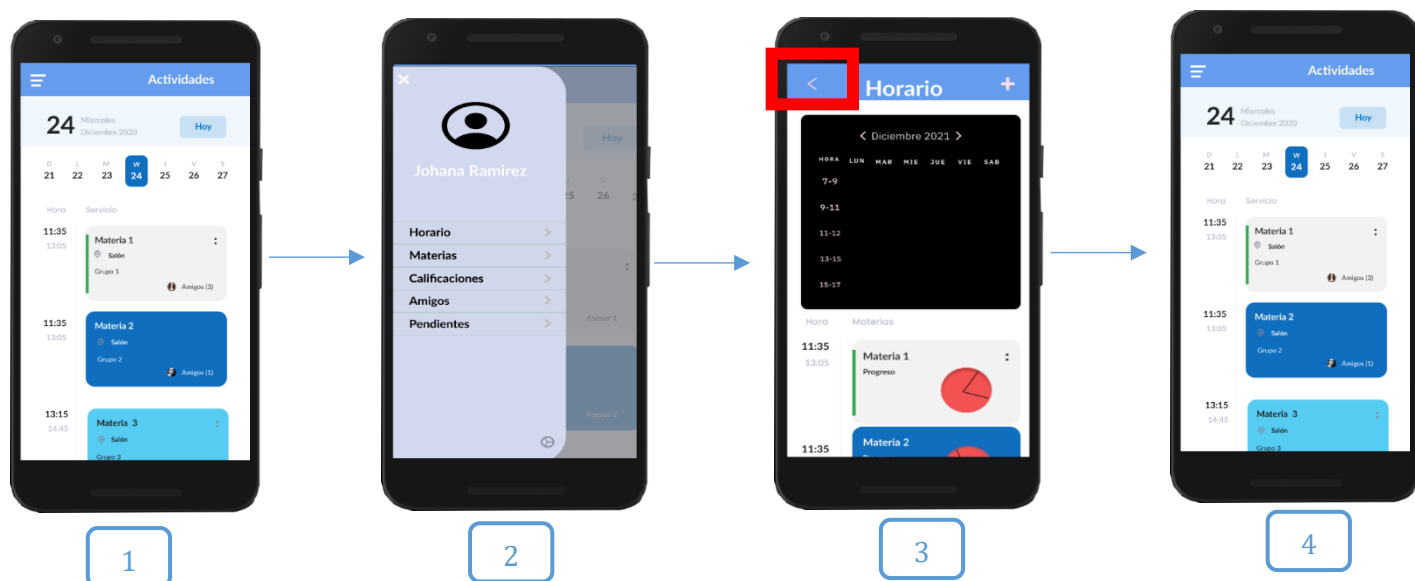 Actividades
24
Miercoles
Diciembre 2020
Hoy
D L M W J V S
21 22 23 24 25 26 27
Hora Servicio
11:35
13:05
Materia 1
Salón
Grupo 1
Amigos (3)
11:35
13:05
Materia 2
Salón
Grupo 2
Amigos (1)
13:15
14:45
Materia 3
Salón
Grupo 3
1
Johana Ramirez
Horario
Materias
Calificaciones
Amigos
Pendientes
Hoy
V
25 26 2
Asesor 1
Asesor 2
2
< Horario +
< Diciembre 2021 >
HORA LUN MAR MIE JUE VIE SAB
7-9
9-11
11-12
13-15
15-17
Hora Materias
11:35
13:05
Materia 1
Progreso
11:35
Materia 2
3
Actividades
24
Miercoles
Diciembre 2020
Hoy
D L M W J V S
21 22 23 24 25 26 27
Hora Servicio
11:35
13:05
Materia 1
Salón
Grupo 1
Amigos (3)
11:35
13:05
Materia 2
Salón
Grupo 2
Amigos (1)
13:15
14:45
Materia 3
Salón
Grupo 3
4